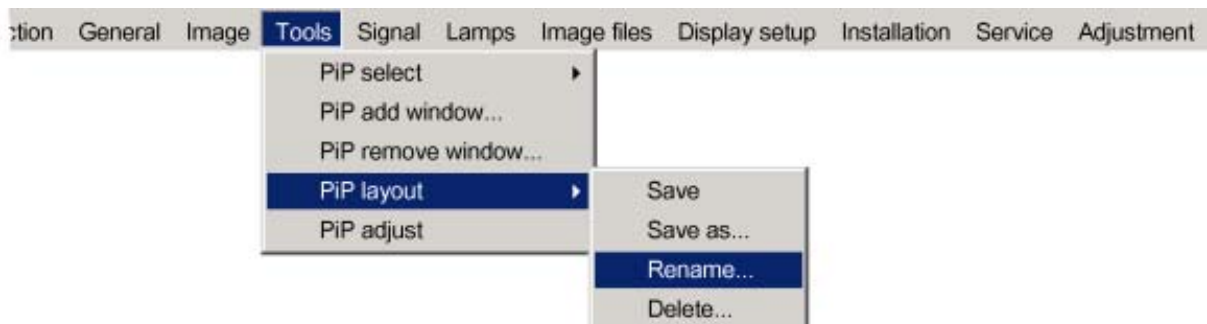 ction General Image Tools Signal Lamps Image files Display setup Installation Service Adjustment
PiP select
PiP add window...
PiP remove window...
PiP layout
PiP adjust
Save
Save as...
Rename...
Delete...